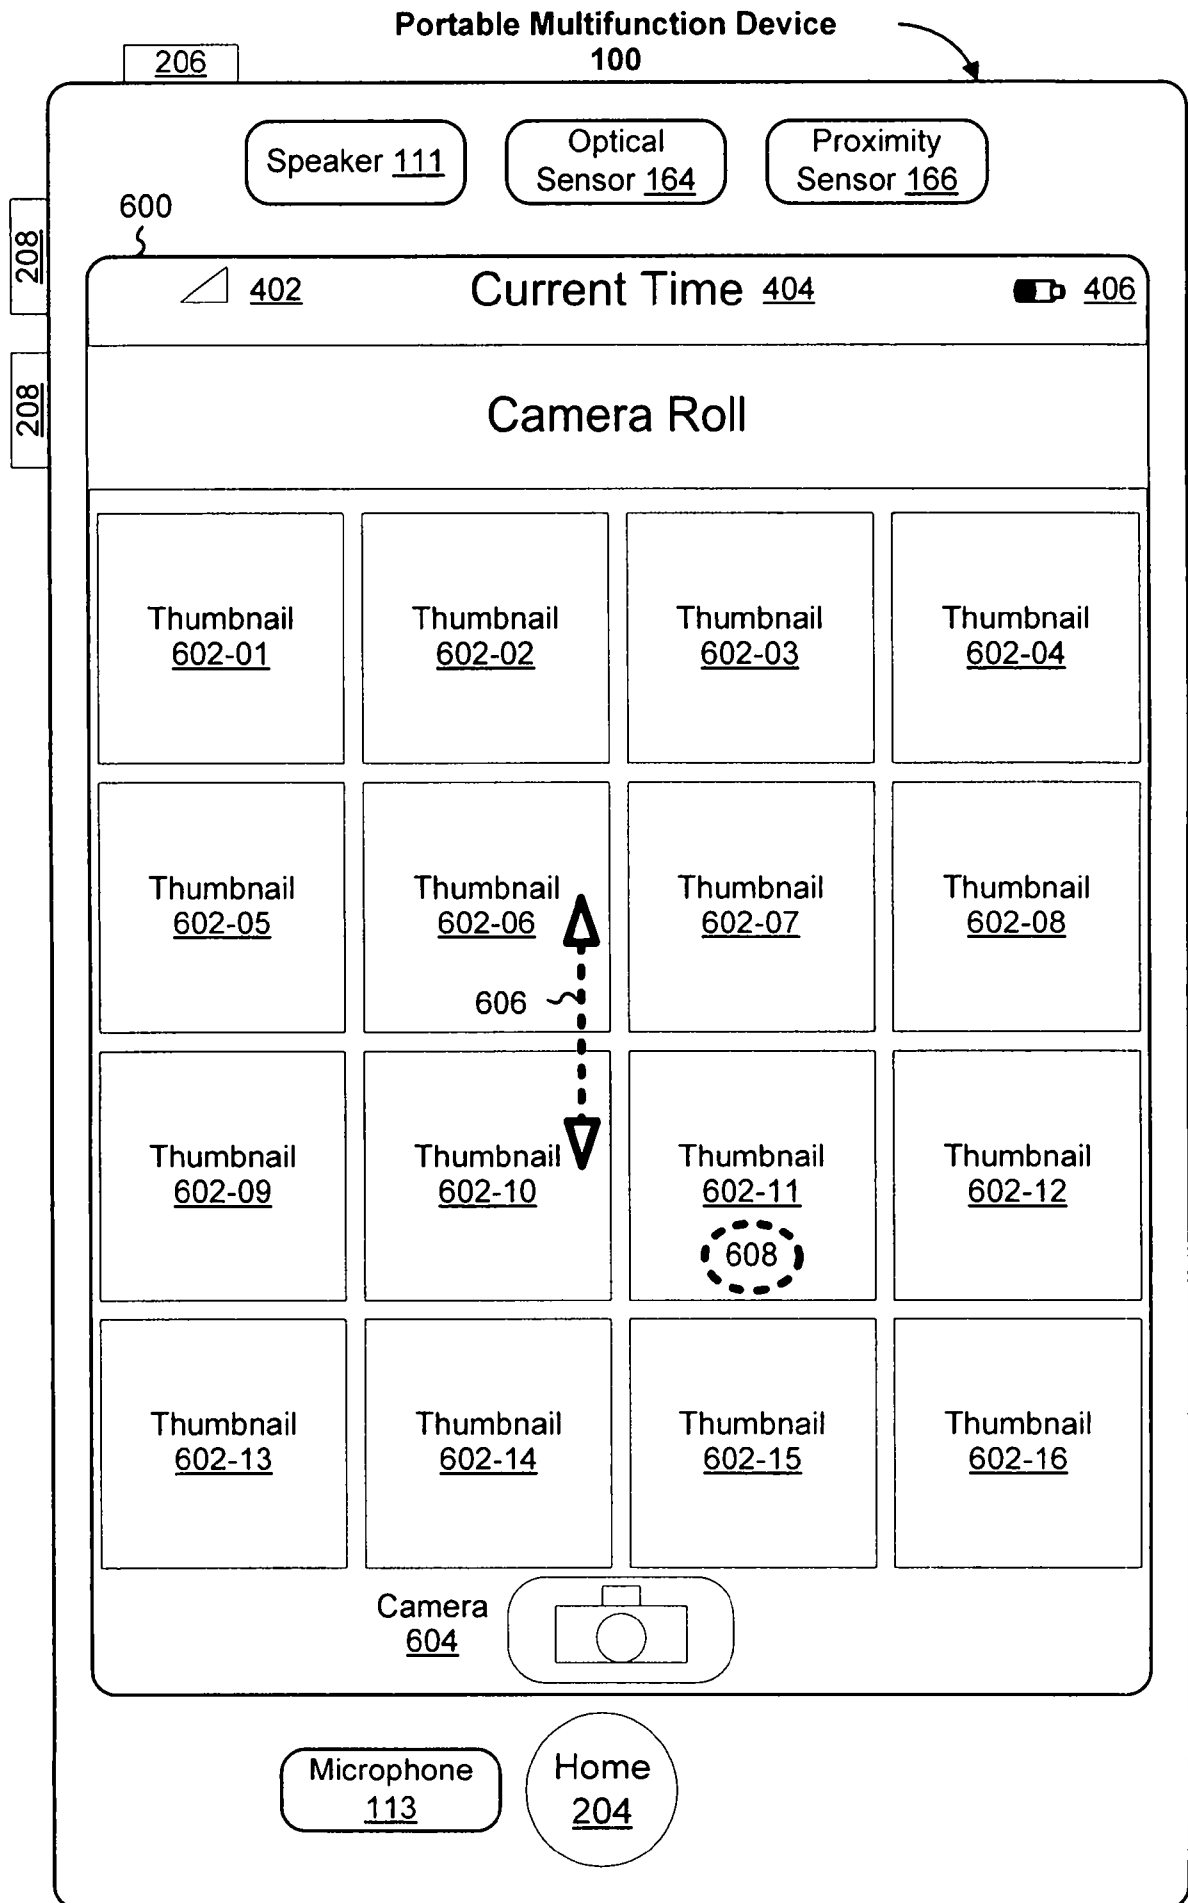 Portable Multifunction Device
100
206
Speaker 111
Optical
Sensor 164
Proximity
Sensor 166
600
208
208
402
Current Time 404
406
Camera Roll
Thumbnail
602-01
Thumbnail
602-02
Thumbnail
602-03
Thumbnail
602-04
Thumbnail
602-05
Thumbnail
602-06
Thumbnail
602-07
Thumbnail
602-08
606
Thumbnail
602-09
Thumbnail
602-10
Thumbnail
602-11
608
Thumbnail
602-12
Thumbnail
602-13
Thumbnail
602-14
Thumbnail
602-15
Thumbnail
602-16
Camera
604
Microphone
113
Home
204